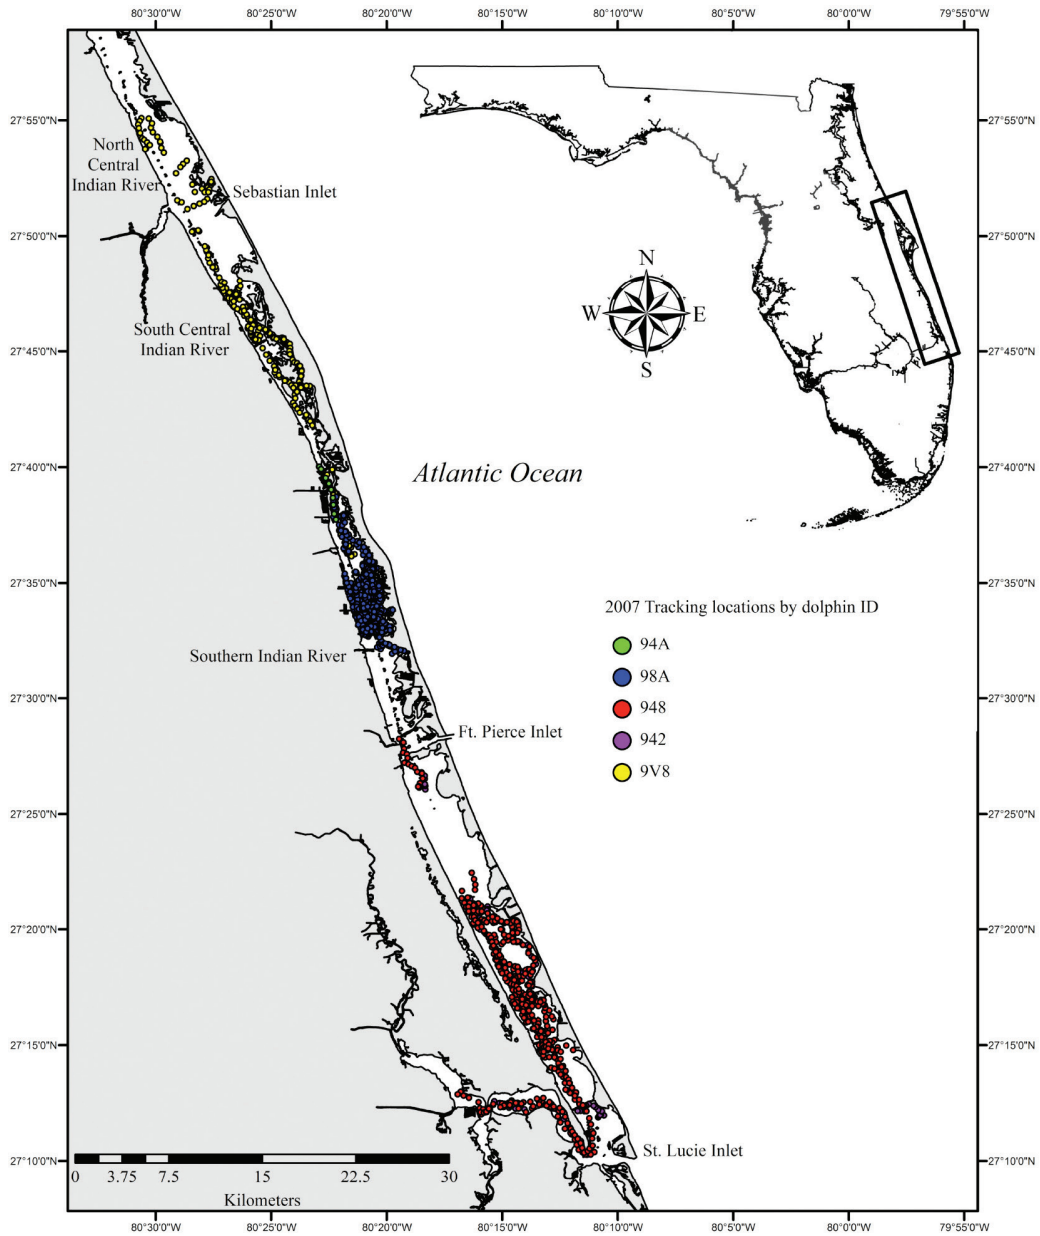 80°30'0"W 80°25'0"W 80°20'0"W 80°15'0"W 80°10'0"W 80°5'0"W 80°0'0"W 79°55'0"W
27°55'0"N 27°55'0"N
North
Central
Indian River
Sebastian Inlet
27°50'0"N 27°50'0"N
N
W E
S
South Central
Indian River
27°45'0"N 27°45'0"N
27°40'0"N 27°40'0"N
Atlantic Ocean
27°35'0"N 27°35'0"N
2007 Tracking locations by dolphin ID
94A
98A
948
942
9V8
Southern Indian River
27°30'0"N 27°30'0"N
Ft. Pierce Inlet
27°25'0"N 27°25'0"N
27°20'0"N 27°20'0"N
27°15'0"N 27°15'0"N
St. Lucie Inlet
27°10'0"N 27°10'0"N
0 3.75 7.5 15 22.5 30
Kilometers
80°30'0"W 80°25'0"W 80°20'0"W 80°15'0"W 80°10'0"W 80°5'0"W 80°0'0"W 79°55'0"W